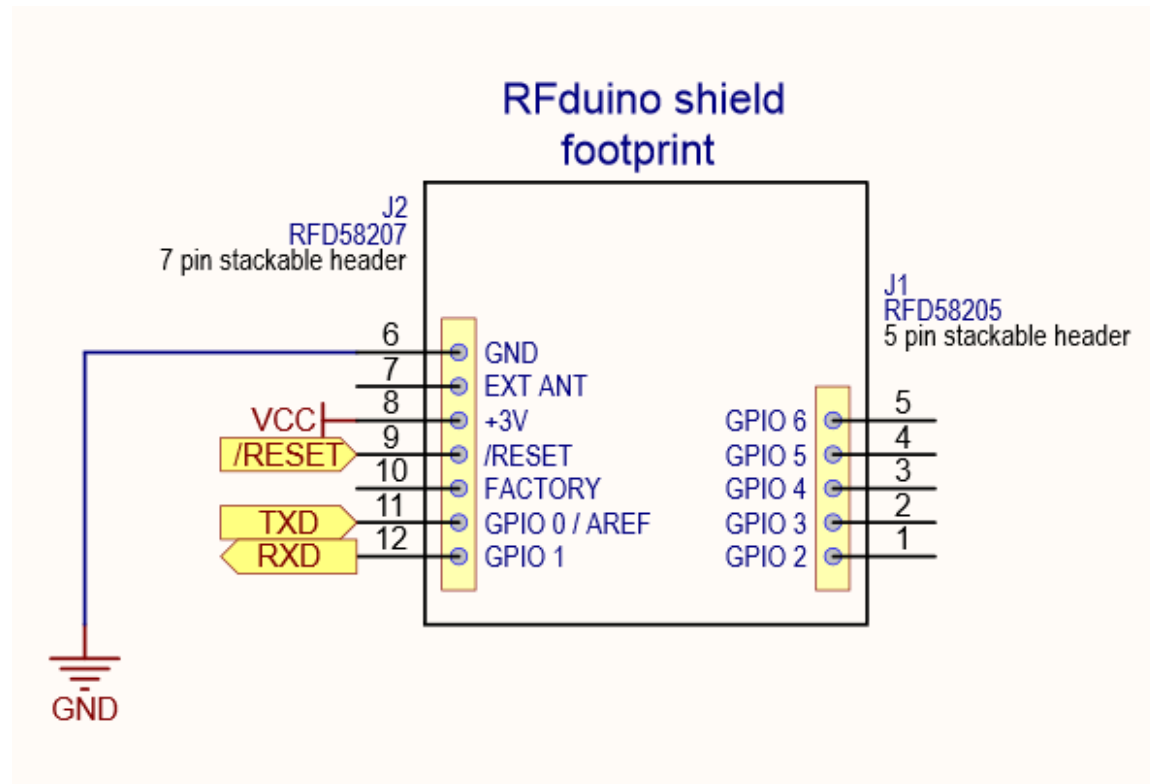 RFduino shield
footprint
J2
RFD58207
7 pin stackable header
J1
RFD58205
5 pin stackable header
6 GND
7 EXT ANT
VCC 8 +3V
/RESET 9 /RESET
10 FACTORY
TXD 11 GPIO 0 / AREF
RXD 12 GPIO 1
GPIO 6 5
GPIO 5 4
GPIO 4 3
GPIO 3 2
GPIO 2 1
GND